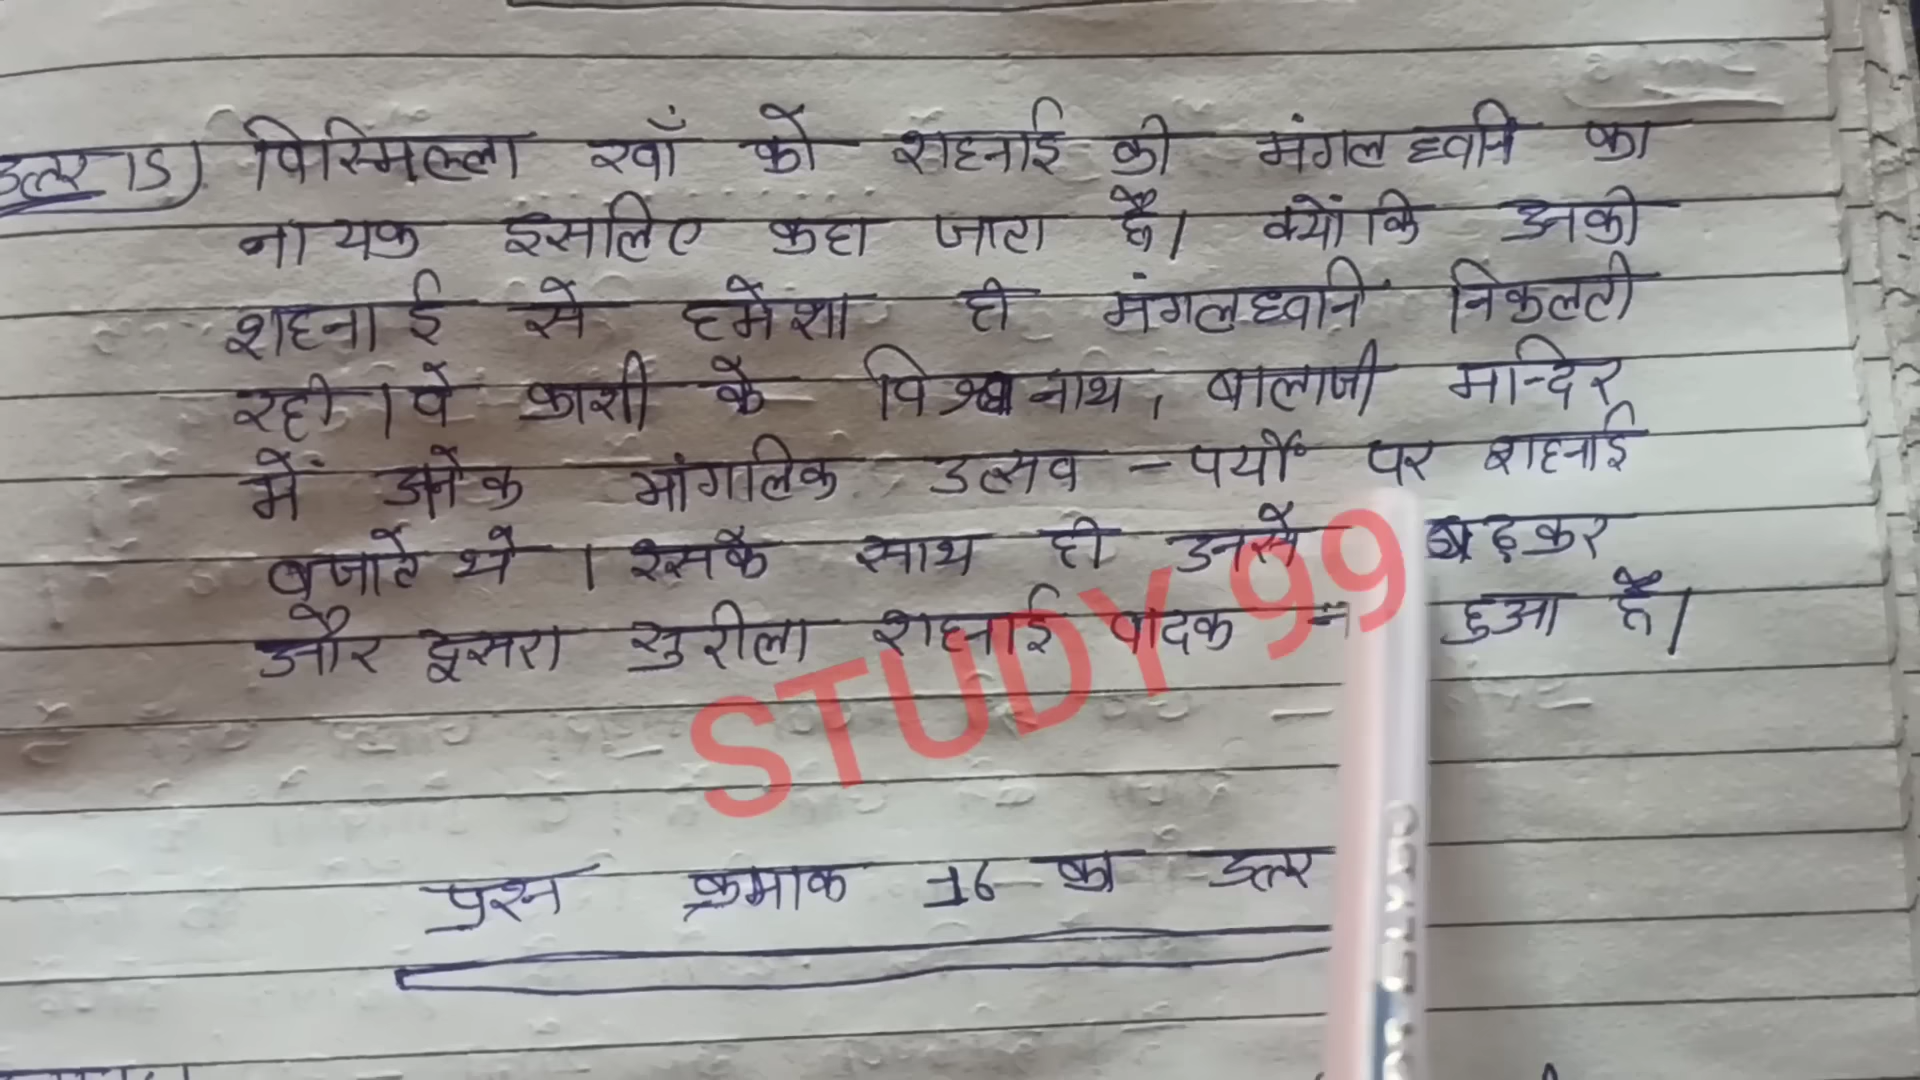 उत्तर 15) विस्मिल्ला खाँ को शहनाई की मंगलध्वनि का
नायक इसलिए कहा जाता है। क्योंकि उनकी
शहनाई से हमेशा ही मंगलध्वनि निकलती
रही। वे काशी के विश्वनाथ, बालाजी मन्दिर
में अनेक मांगलिक उत्सव - पर्यों पर शहनाई
बजाते थे। इसके साथ ही उनसे बढ़कर
और दूसरा सुरीला शहनाई वादक न हुआ है।
STUDY 99
प्रश्न क्रमाक 16 का उत्तर